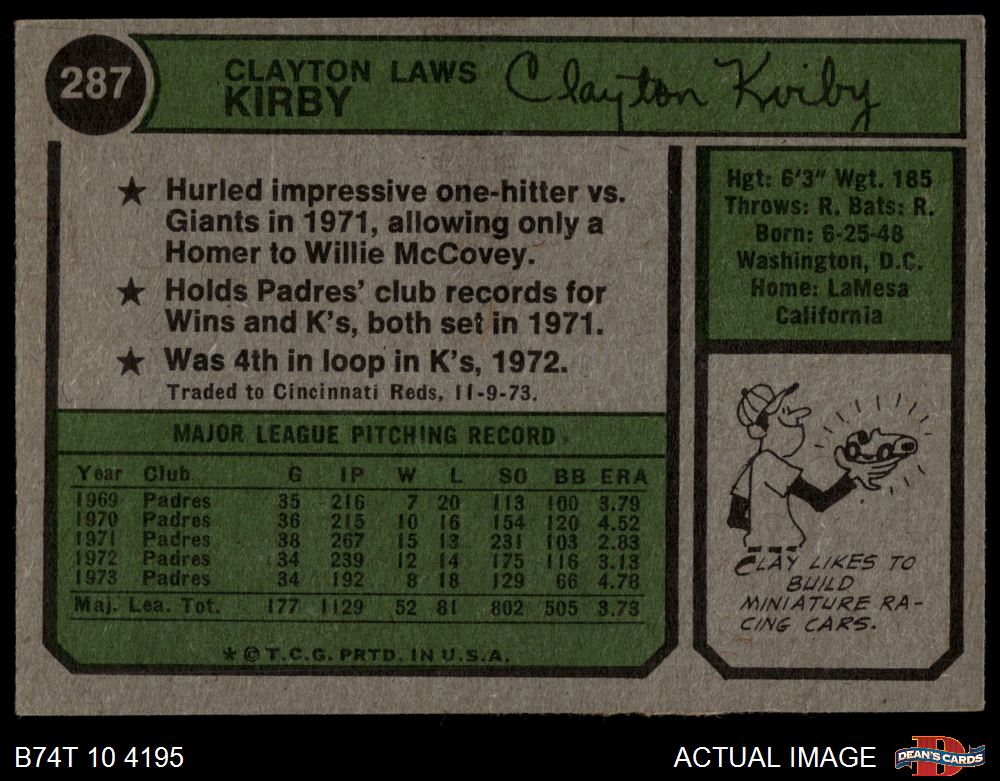 287
CLAYTON LAWS
KIRBY
Clayton Kirby
★ Hurled impressive one-hitter vs.
Giants in 1971, allowing only a
Homer to Willie McCovey.
★ Holds Padres' club records for
Wins and K's, both set in 1971.
★ Was 4th in loop in K's, 1972.
Traded to Cincinnati Reds, 11-9-73.
MAJOR LEAGUE PITCHING RECORD
Year Club G IP W L SO BB ERA
1969 Padres 35 216 7 20 113 100 3.79
1970 Padres 36 215 10 16 154 120 4.52
1971 Padres 38 267 15 13 231 103 2.83
1972 Padres 34 239 12 14 175 116 3.13
1973 Padres 34 192 8 18 129 66 4.78
Maj. Lea. Tot. 177 1129 52 81 802 505 3.73
★ © T.C.G. PRTD. IN U.S.A.
Hgt: 6'3" Wgt. 185
Throws: R. Bats: R.
Born: 6-25-48
Washington, D.C.
Home: LaMesa
California
CLAY LIKES TO
BUILD
MINIATURE RA-
CING CARS.
B74T 10 4195
ACTUAL IMAGE
D
DEAN'S CARDS